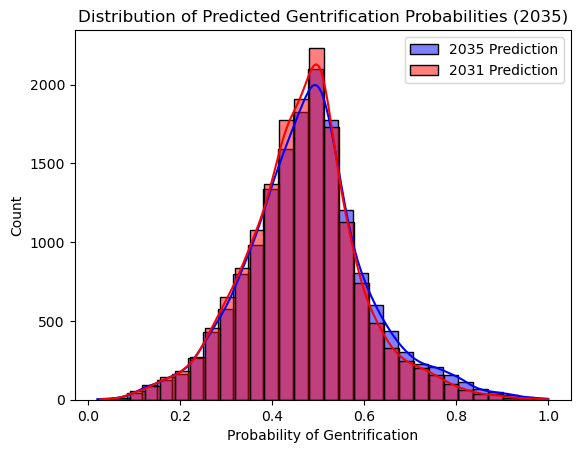 Distribution of Predicted Gentrification Probabilities (2035)
2035 Prediction
2031 Prediction
Count
2000
1500
1000
500
0
0.0 0.2 0.4 0.6 0.8 1.0
Probability of Gentrification